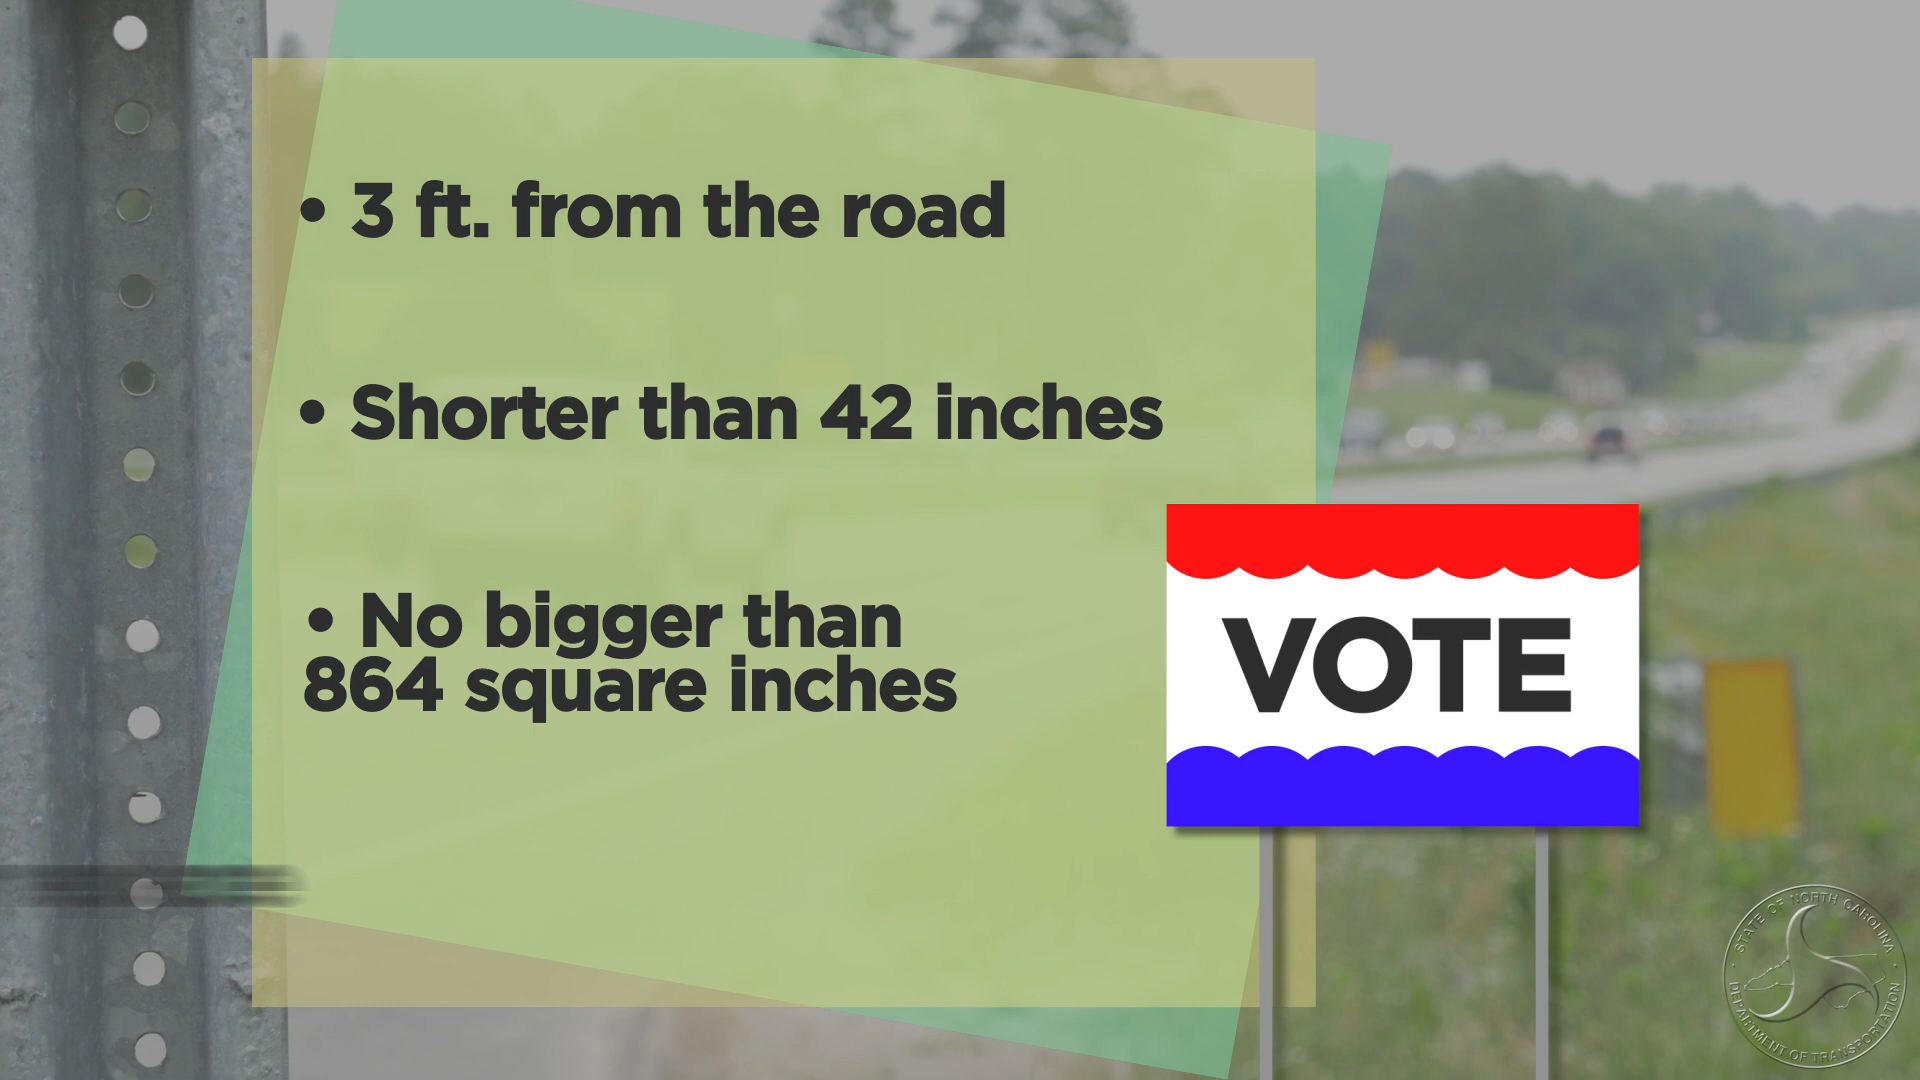 • 3 ft. from the road
• Shorter than 42 inches
• No bigger than
864 square inches
VOTE
STATE OF NORTH CAROLINA
DEPARTMENT OF TRANSPORTATION